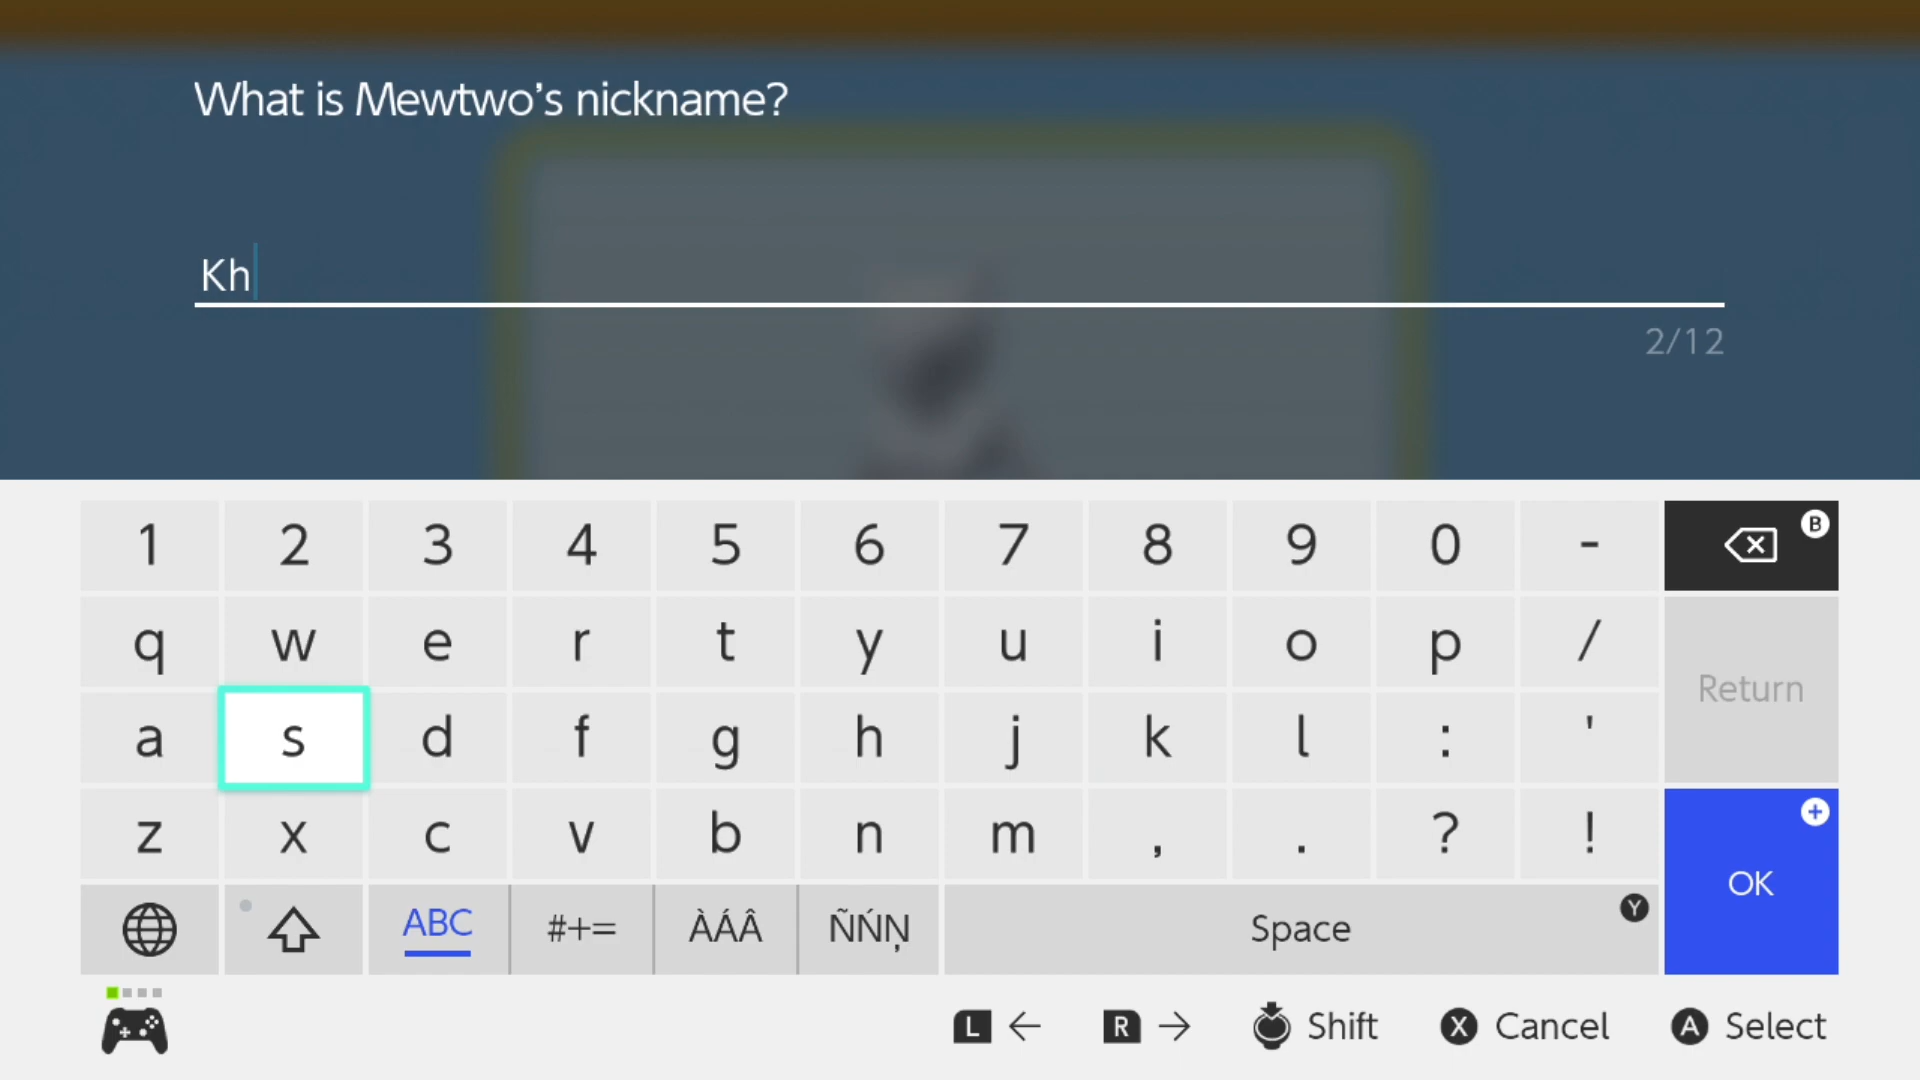 What is Mewtwo's nickname?
Kh
2/12
1 2 3 4 5 6 7 8 9 0 - B
q w e r t y u i o p /
Return
a s d f g h j k l : '
z x c v b n m , . ? ! +
OK
ABC #+= ÀÁÂ ÑŃŅ Space Y
L ← R → Shift X Cancel A Select